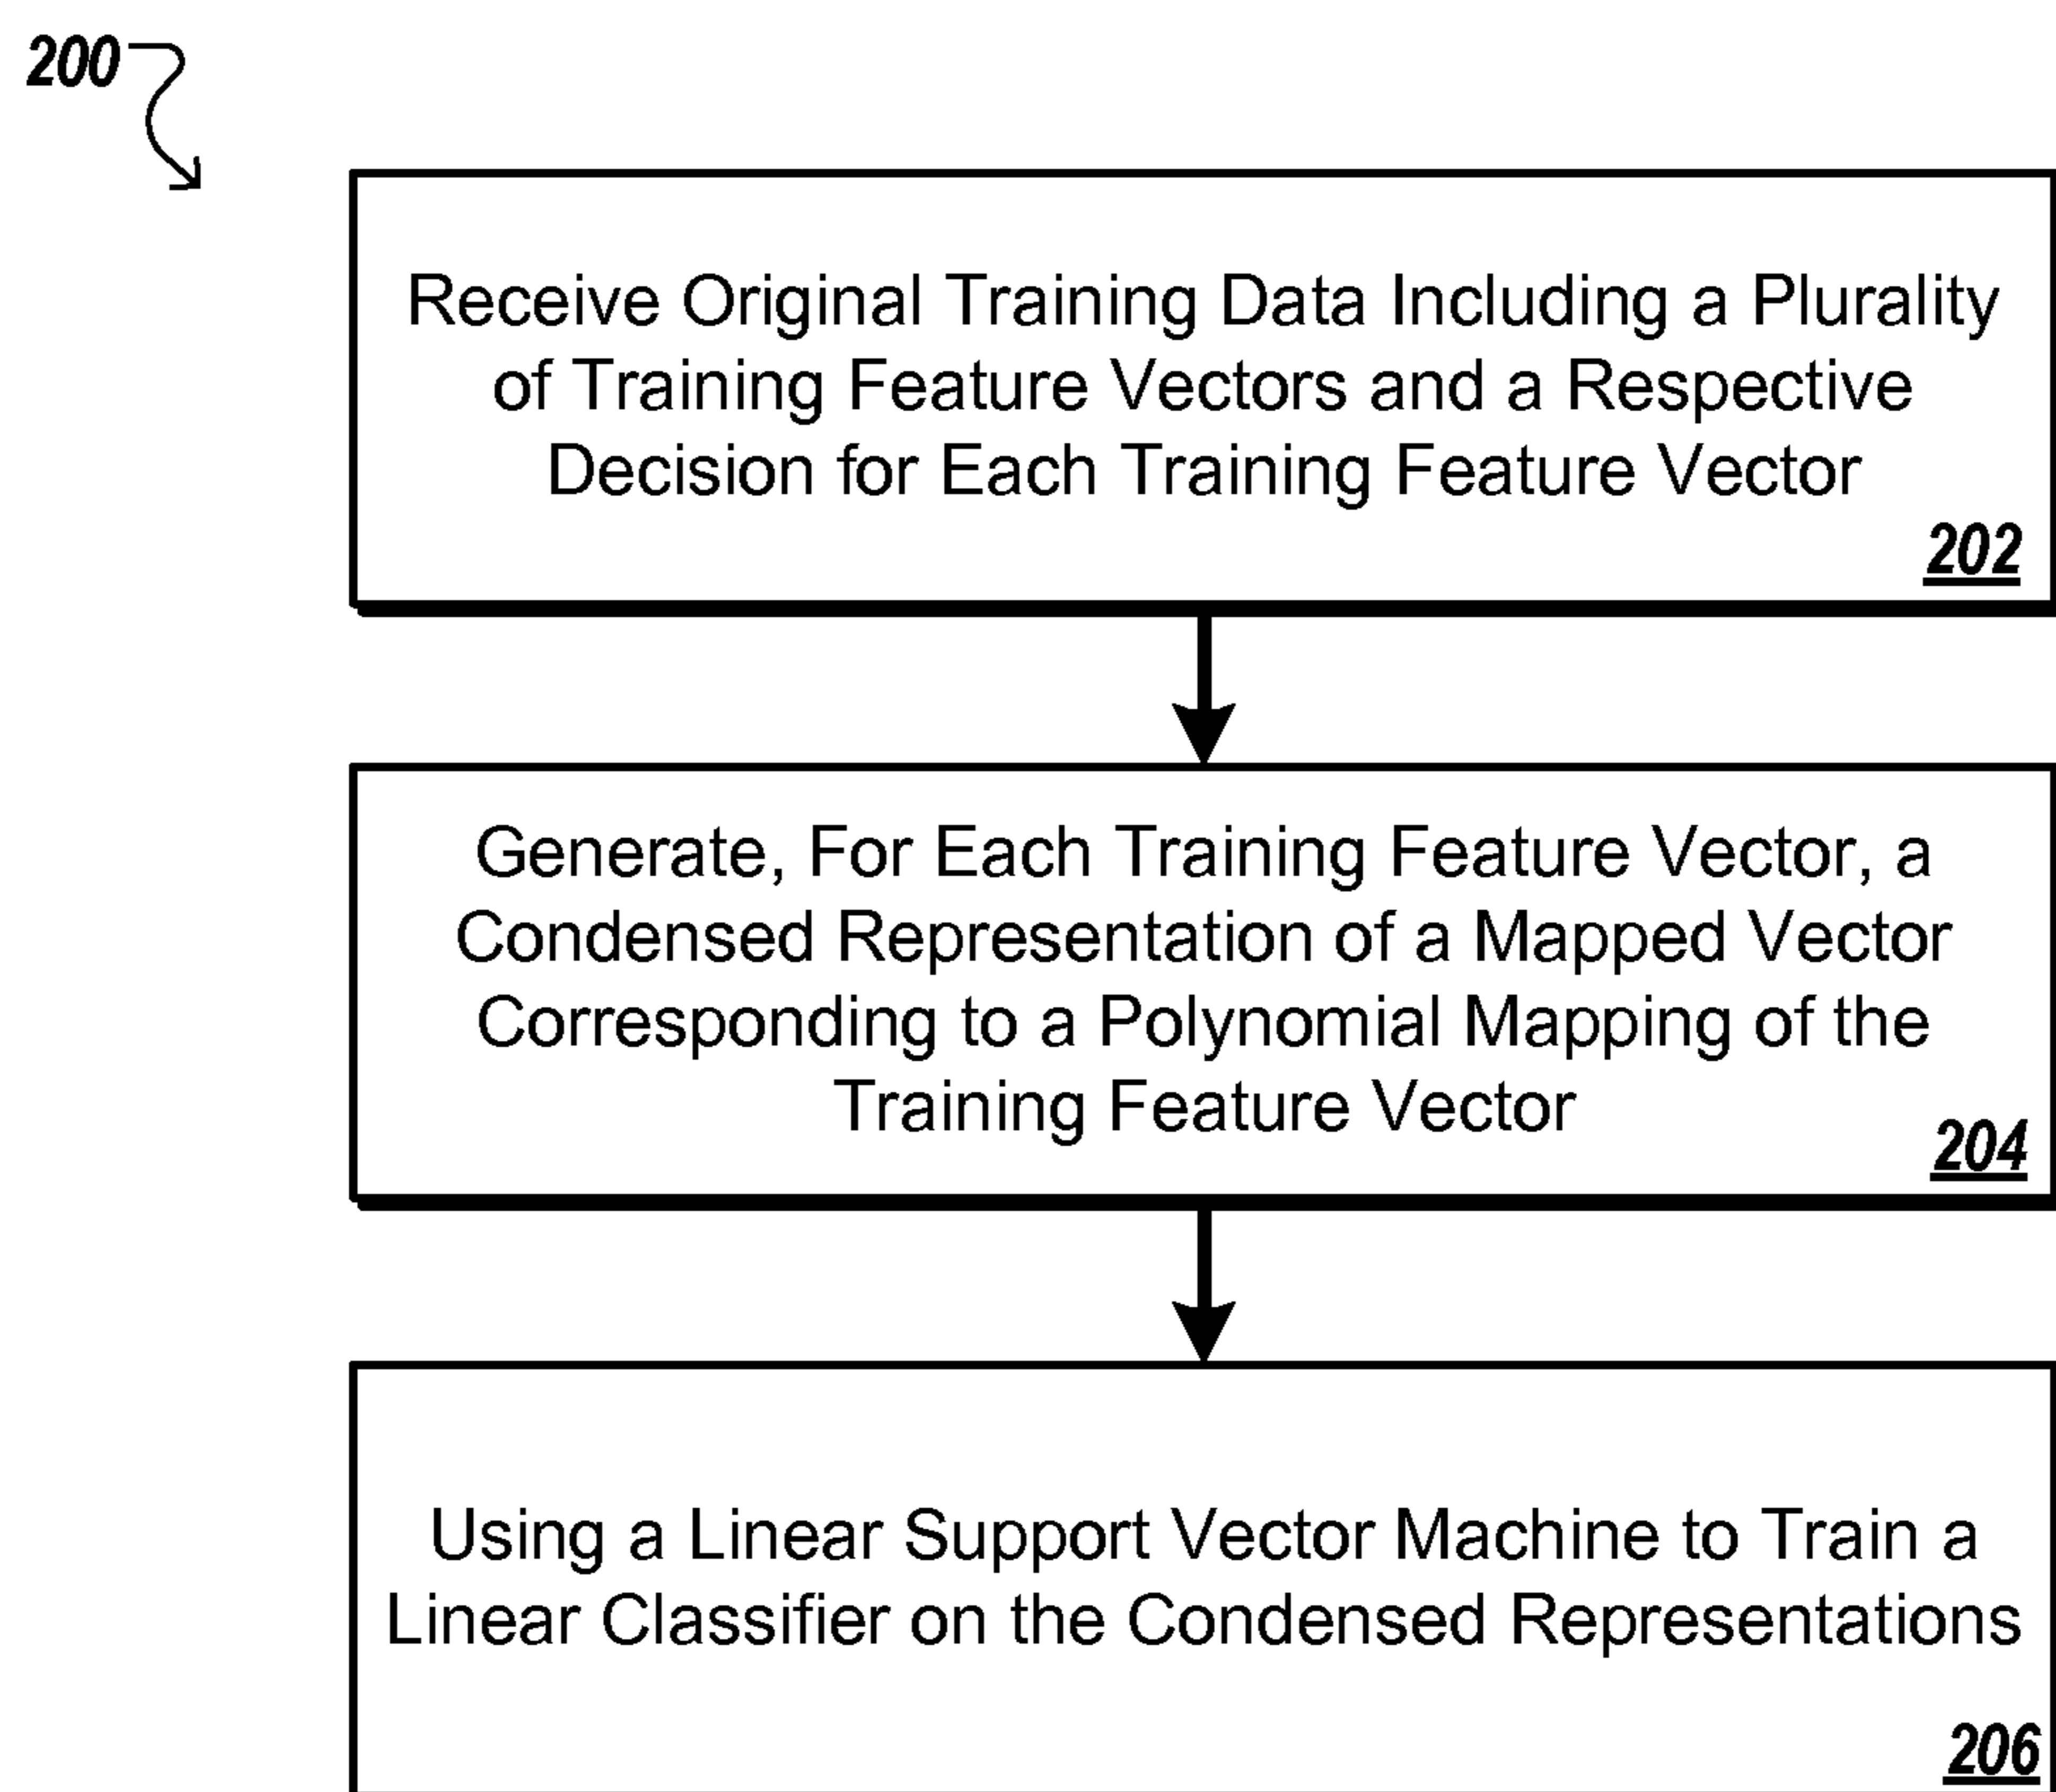 200
Receive Original Training Data Including a Plurality
of Training Feature Vectors and a Respective
Decision for Each Training Feature Vector
202
Generate, For Each Training Feature Vector, a
Condensed Representation of a Mapped Vector
Corresponding to a Polynomial Mapping of the
Training Feature Vector
204
Using a Linear Support Vector Machine to Train a
Linear Classifier on the Condensed Representations
206